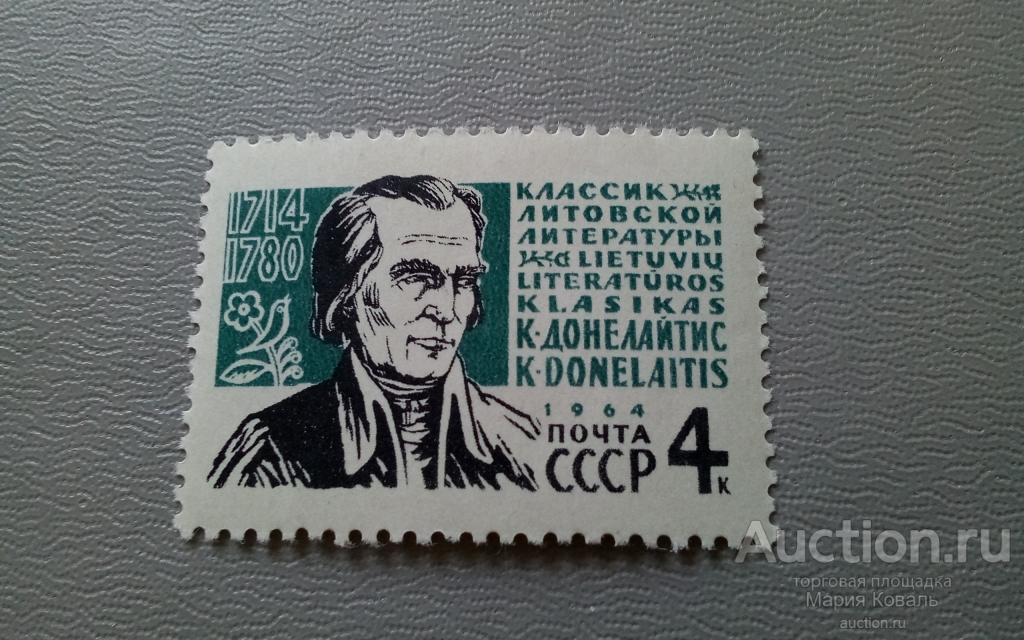 1714
1780
КЛАССИК
ЛИТОВСКОЙ
ЛИТЕРАТУРЫ
LIETUVIŲ
LITERATŪROS
KLASIKAS
К·ДОНЕЛАЙТИС
K·DONELAITIS
1964
ПОЧТА
СССР 4к
Auction.ru
торговая площадка
Мария Коваль
auction.ru